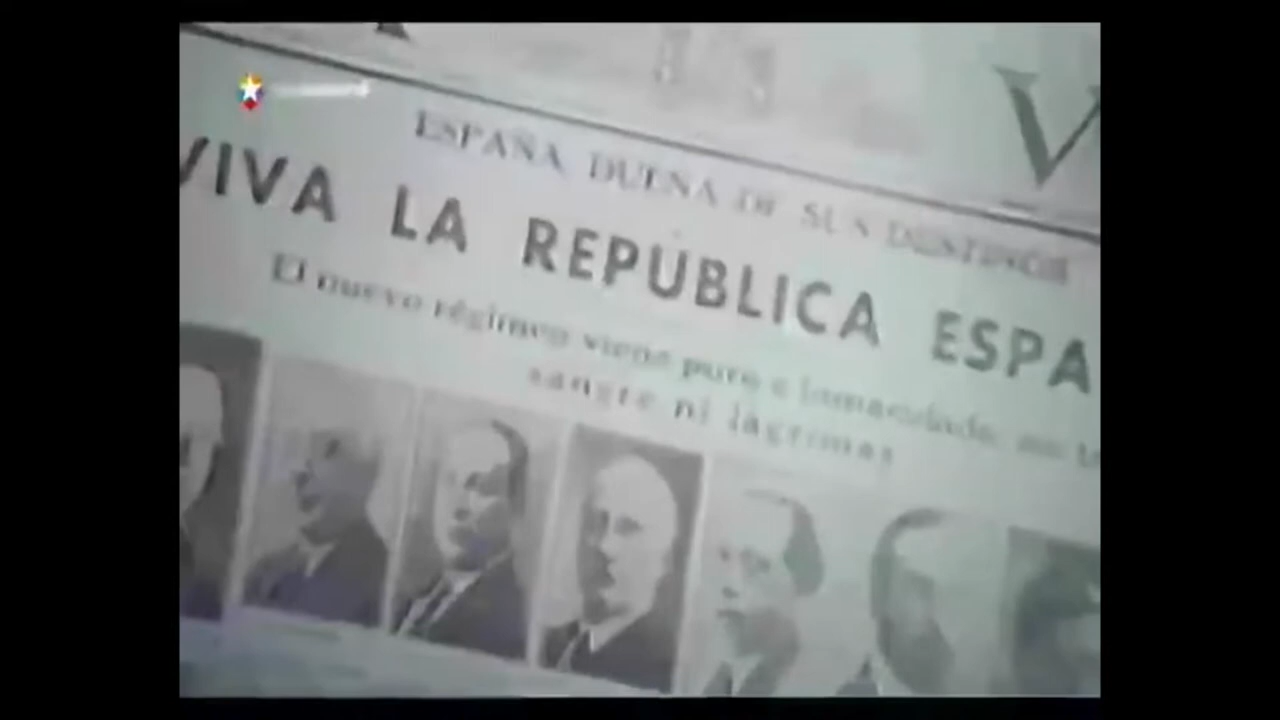 V
ESPAÑA DUEÑA DE SUS DESTINOS
VIVA LA REPÚBLICA ESPA
El nuevo régimen viene puro e inmaculado, sin
sangre ni lágrimas